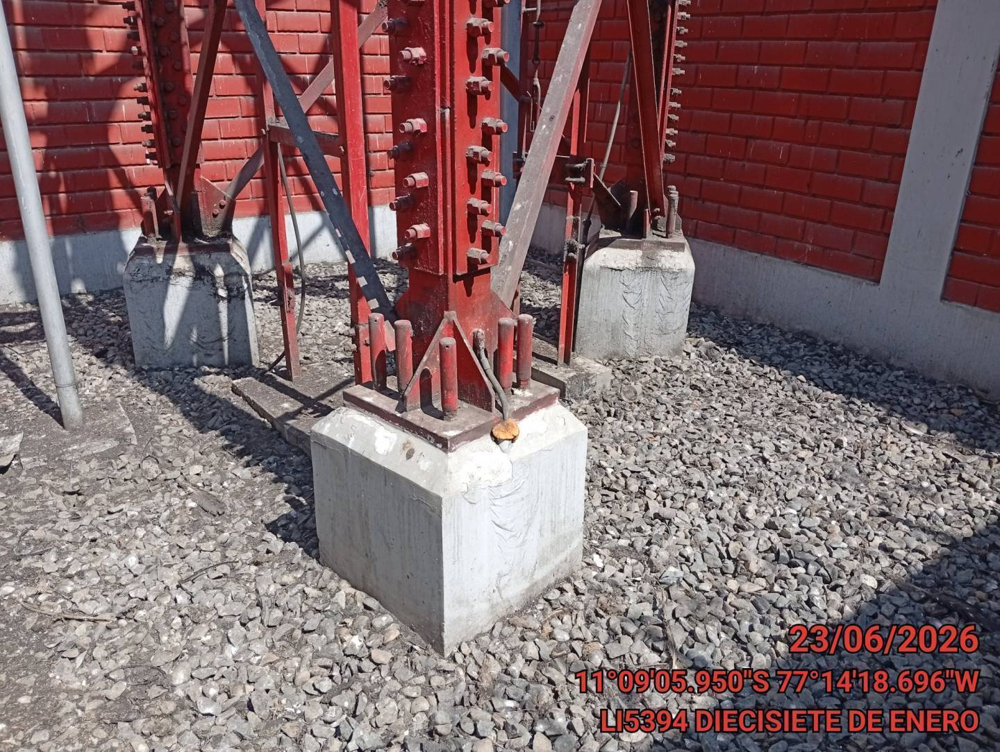 23/06/2026
11°09'05.950"S 77°14'18.696"W
LI5394 DIECISIETE DE ENERO